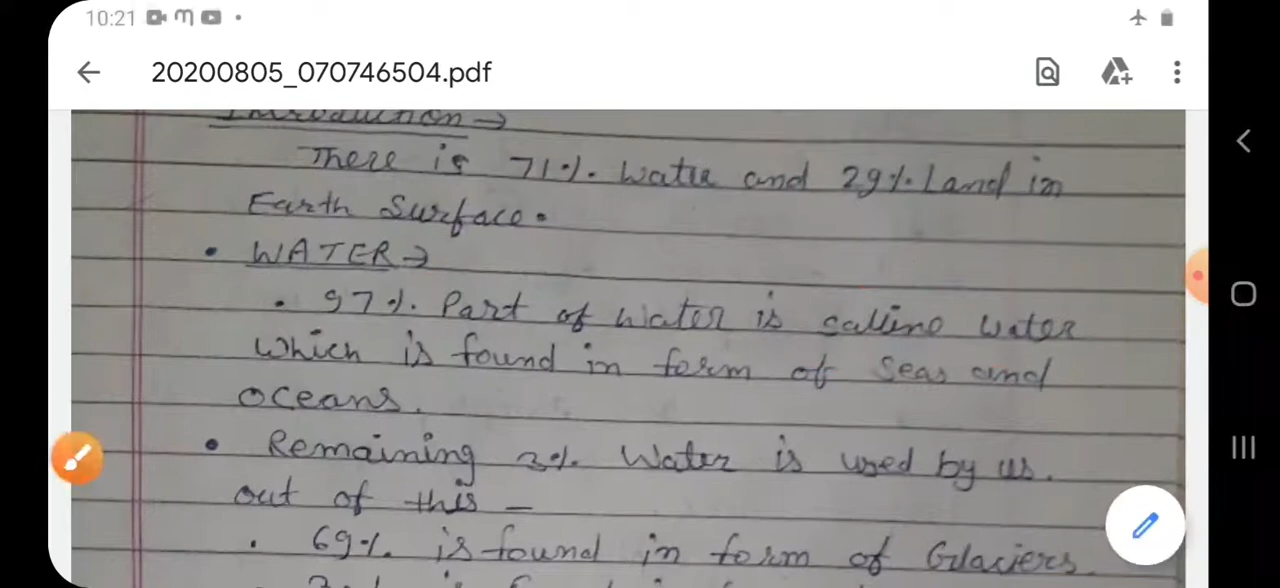 10:21
20200805_070746504.pdf
Introduction →
There is 71% water and 29% Land in
Earth Surface.
• WATER →
• 97% Part of water is saline water
which is found in form of seas and
oceans.
• Remaining 3% Water is used by us.
out of this —
• 69% is found in form of Glaciers.